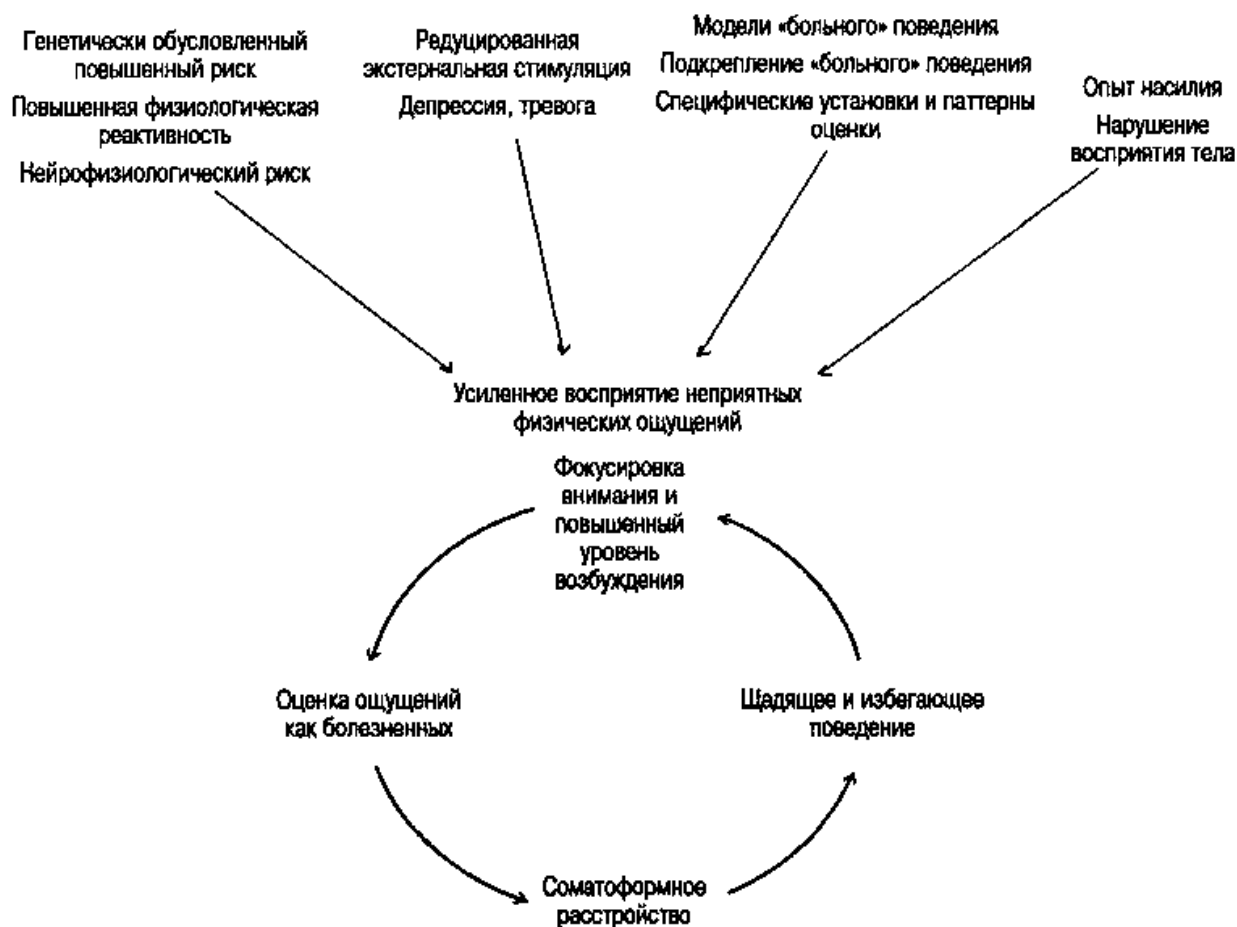 Генетически обусловленный
повышенный риск
Повышенная физиологическая
реактивность
Нейрофизиологический риск
Редуцированная
экстернальная стимуляция
Депрессия, тревога
Модели «больного» поведения
Подкрепление «больного» поведения
Специфические установки и паттерны
оценки
Опыт насилия
Нарушение
восприятия тела
Усиленное восприятие неприятных
физических ощущений
Фокусировка
внимания и
повышенный
уровень
возбуждения
Оценка ощущений
как болезненных
Щадящее и избегающее
поведение
Соматоформное
расстройство